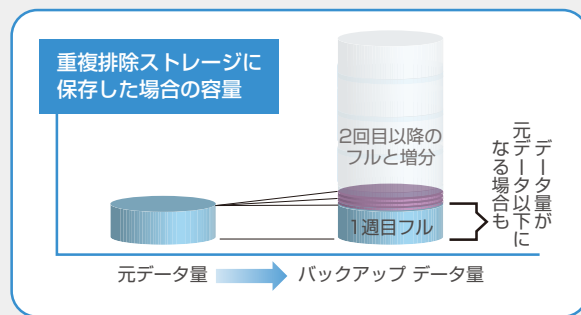 重複排除ストレージに
保存した場合の容量
2回目以降の
フルと増分
1週目フル
データ量が
元データ以下に
なる場合も
元データ量
バックアップ データ量